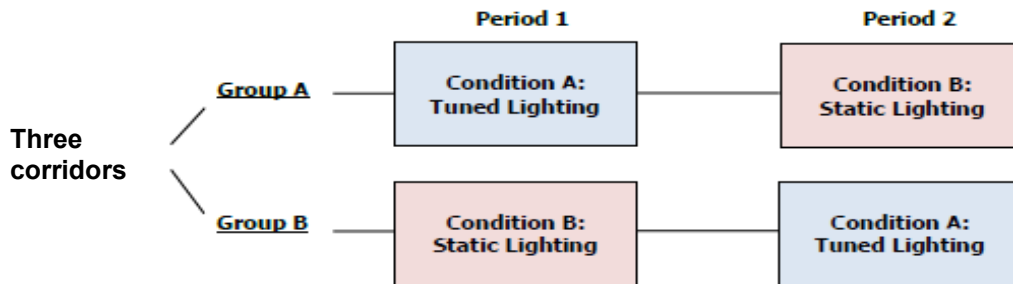 Period 1
Period 2
Group A
Condition A:
Tuned Lighting
Condition B:
Static Lighting
Three
corridors
Group B
Condition B:
Static Lighting
Condition A:
Tuned Lighting